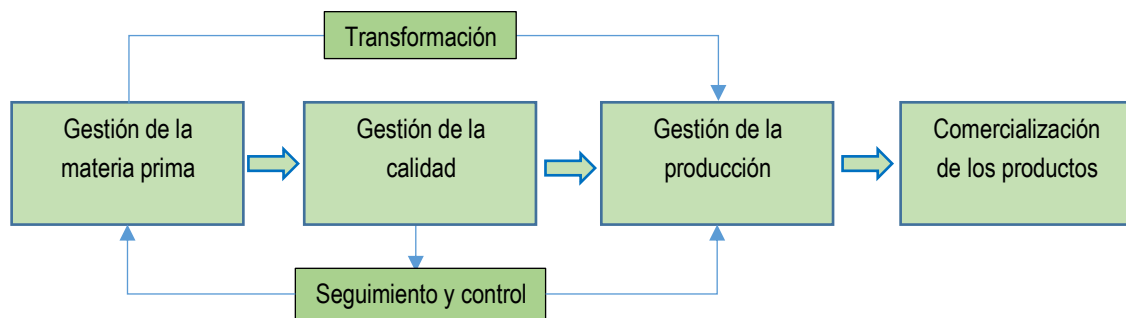 Transformación
Gestión de la
materia prima
Gestión de la
calidad
Gestión de la
producción
Comercialización
de los productos
Seguimiento y control